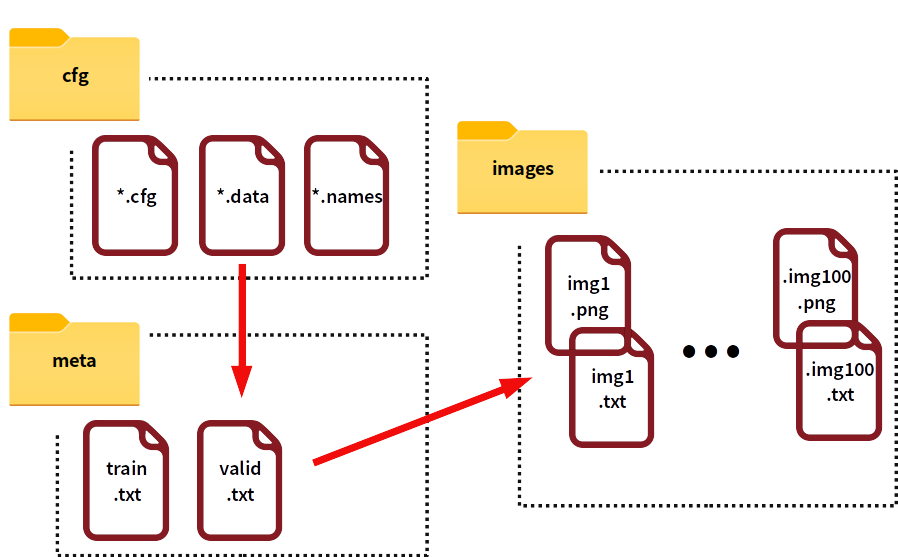 cfg
*.cfg
*.data
*.names
meta
train
.txt
valid
.txt
images
img1
.png
img1
.txt
.img100
.png
.img100
.txt